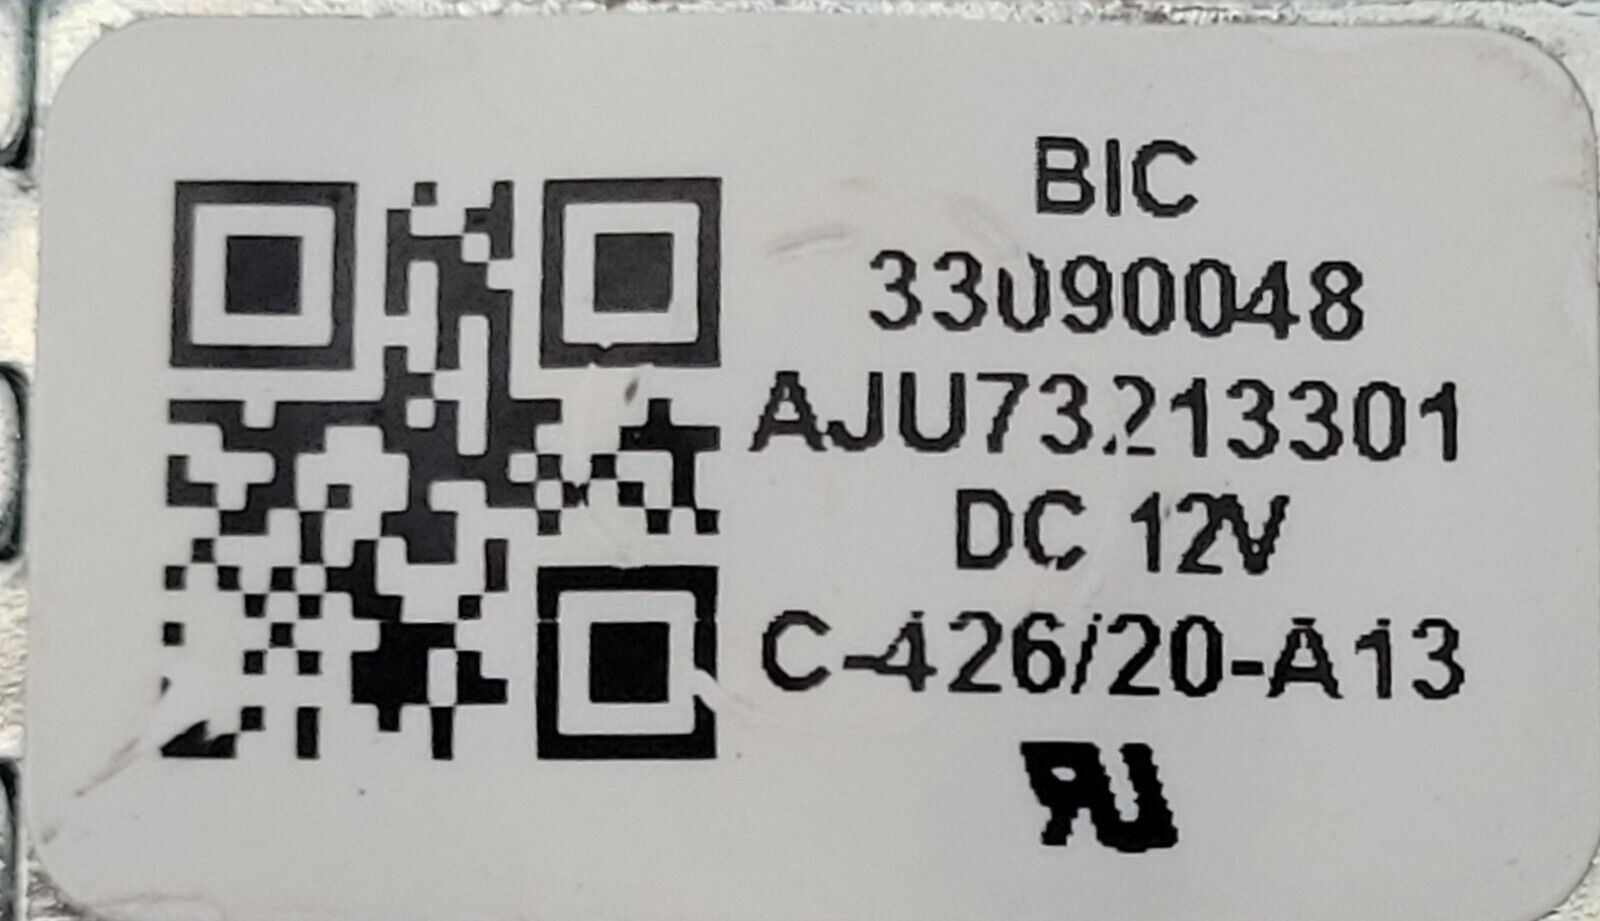 BIC
33090048
AJU73213301
DC 12V
C-426/20-A13